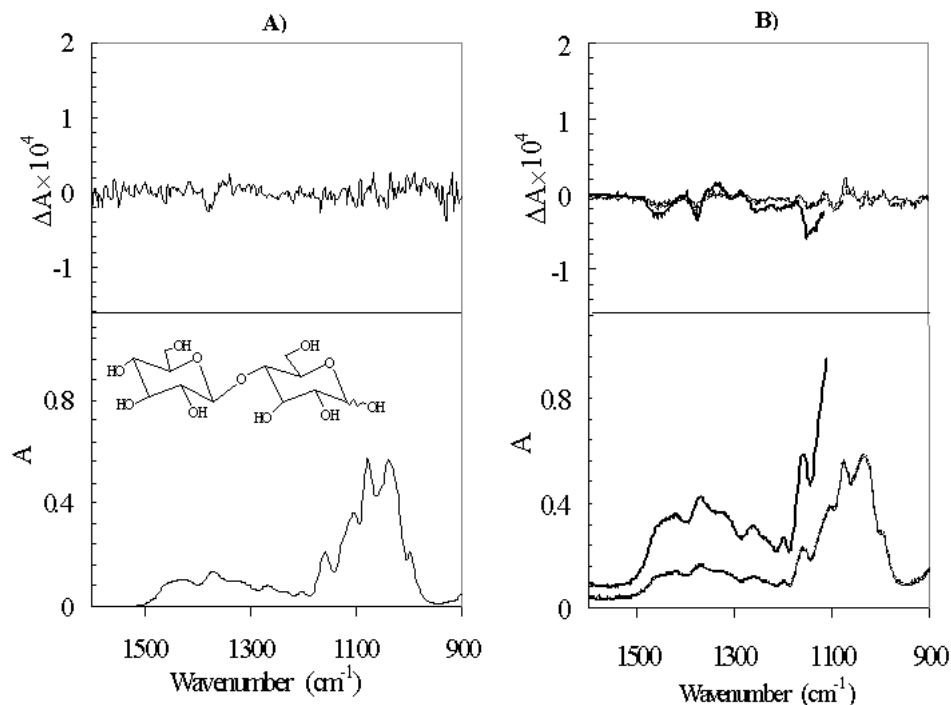 A)
B)
2
1
0
-1
ΔA×10⁴
2
1
0
-1
ΔA×10⁴
OH
HO
O
HO
OH
O
OH
O
HO
OH
OH
0.8
0.4
0
A
0.8
0.4
0
A
1500 1300 1100 900
Wavenumber (cm⁻¹)
1500 1300 1100 900
Wavenumber (cm⁻¹)